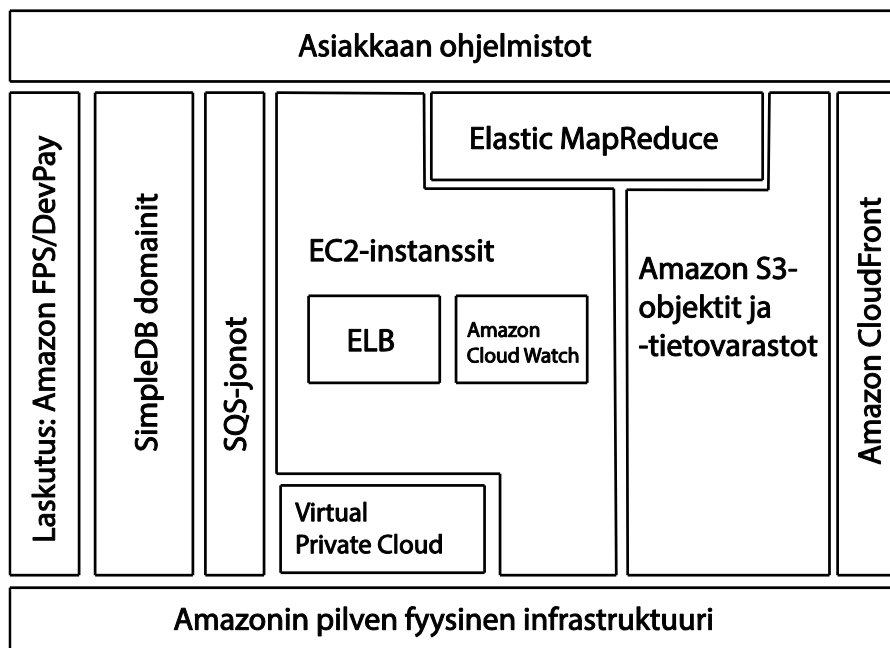 Asiakkaan ohjelmistot
Laskutus: Amazon FPS/DevPay
SimpleDB domainit
SQS-jonot
Elastic MapReduce
EC2-instanssit
ELB
Amazon
Cloud Watch
Virtual
Private Cloud
Amazon S3-
objektit ja
-tietovarastot
Amazon CloudFront
Amazonin pilven fyysinen infrastruktuuri